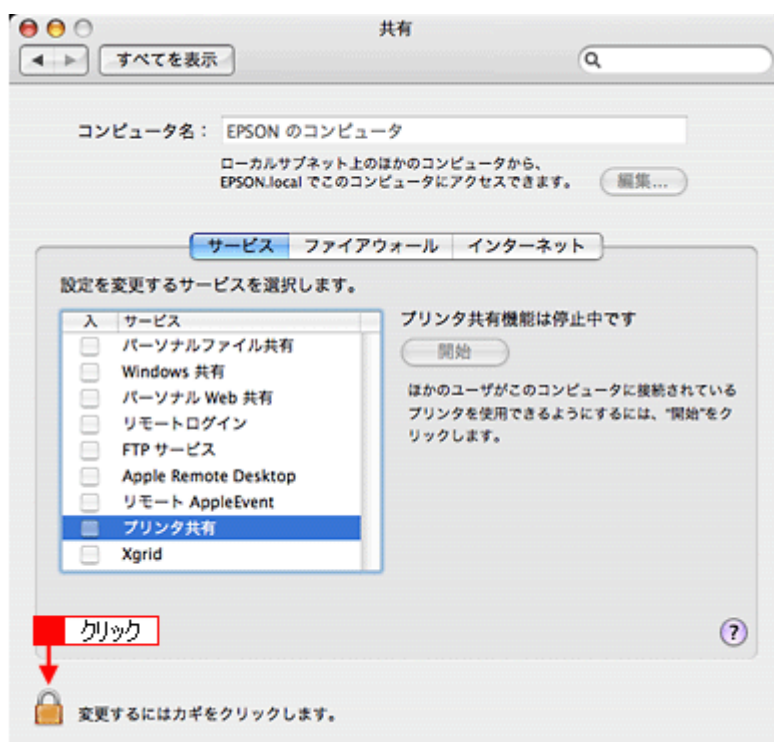 共有
すべてを表示
コンピュータ名： EPSON のコンピュータ
ローカルサブネット上のほかのコンピュータから、
EPSON.local でこのコンピュータにアクセスできます。
編集...
サービス ファイアウォール インターネット
設定を変更するサービスを選択します。
入 サービス
パーソナルファイル共有
Windows 共有
パーソナル Web 共有
リモートログイン
FTP サービス
Apple Remote Desktop
リモート AppleEvent
プリンタ共有
Xgrid
プリンタ共有機能は停止中です
開始
ほかのユーザがこのコンピュータに接続されている
プリンタを使用できるようにするには、"開始"をク
リックします。
クリック
?
変更するにはカギをクリックします。